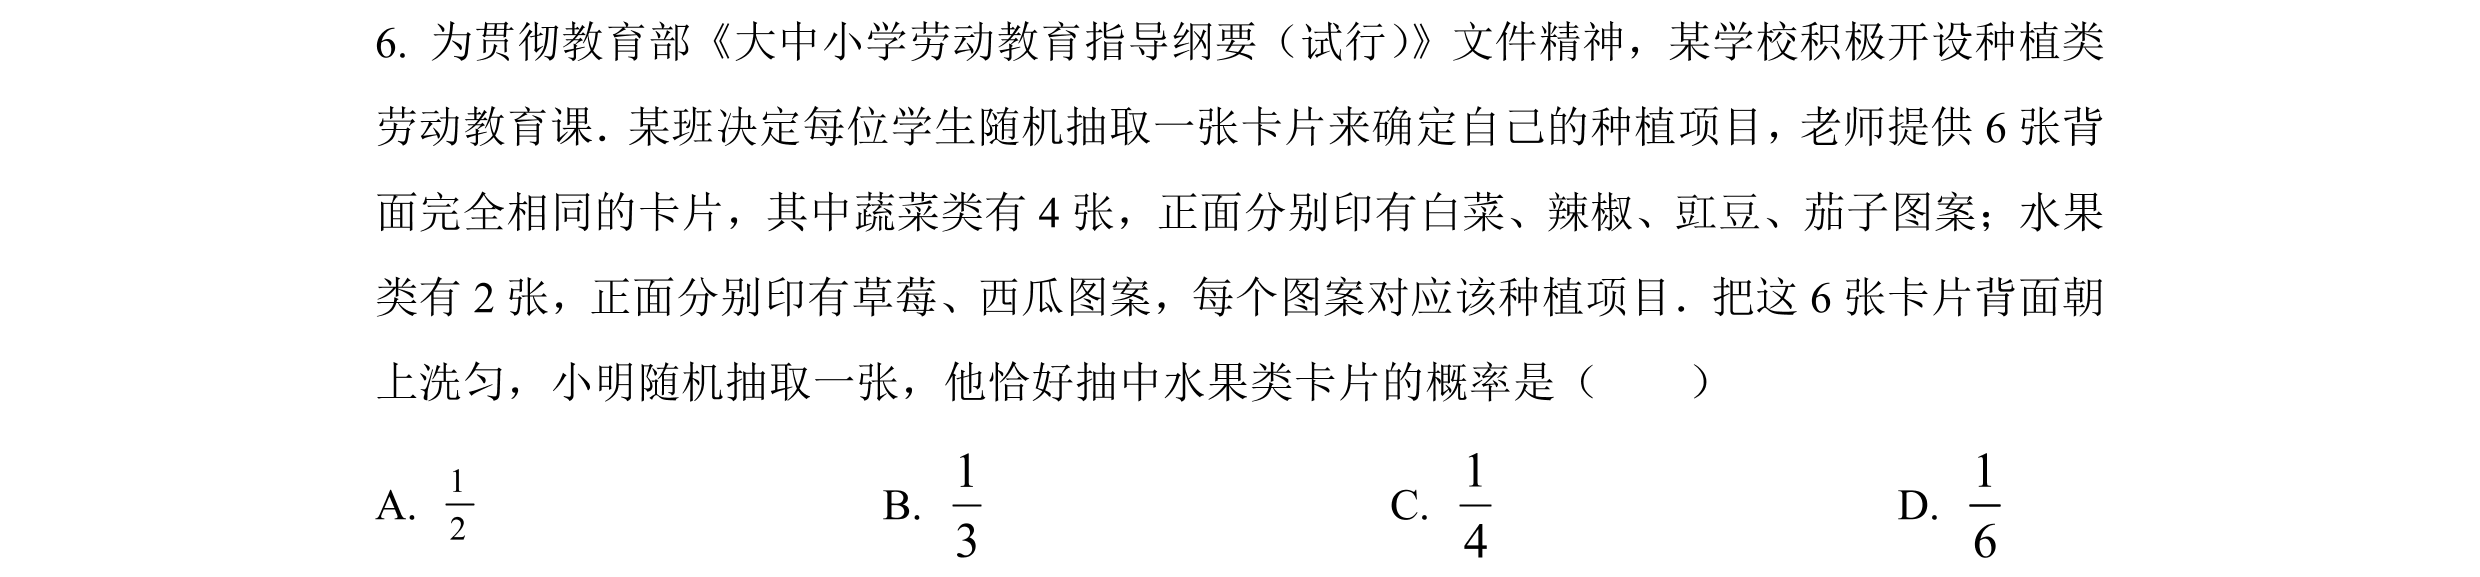 6. 为贯彻教育部《大中小学劳动教育指导纲要（试行）》文件精神，某学校积极开设种植类
劳动教育课．某班决定每位学生随机抽取一张卡片来确定自己的种植项目，老师提供 6 张背
面完全相同的卡片，其中蔬菜类有 4 张，正面分别印有白菜、辣椒、豇豆、茄子图案；水果
类有 2 张，正面分别印有草莓、西瓜图案，每个图案对应该种植项目．把这 6 张卡片背面朝
上洗匀，小明随机抽取一张，他恰好抽中水果类卡片的概率是（　　）
A. 1/2 B. 1/3 C. 1/4 D. 1/6